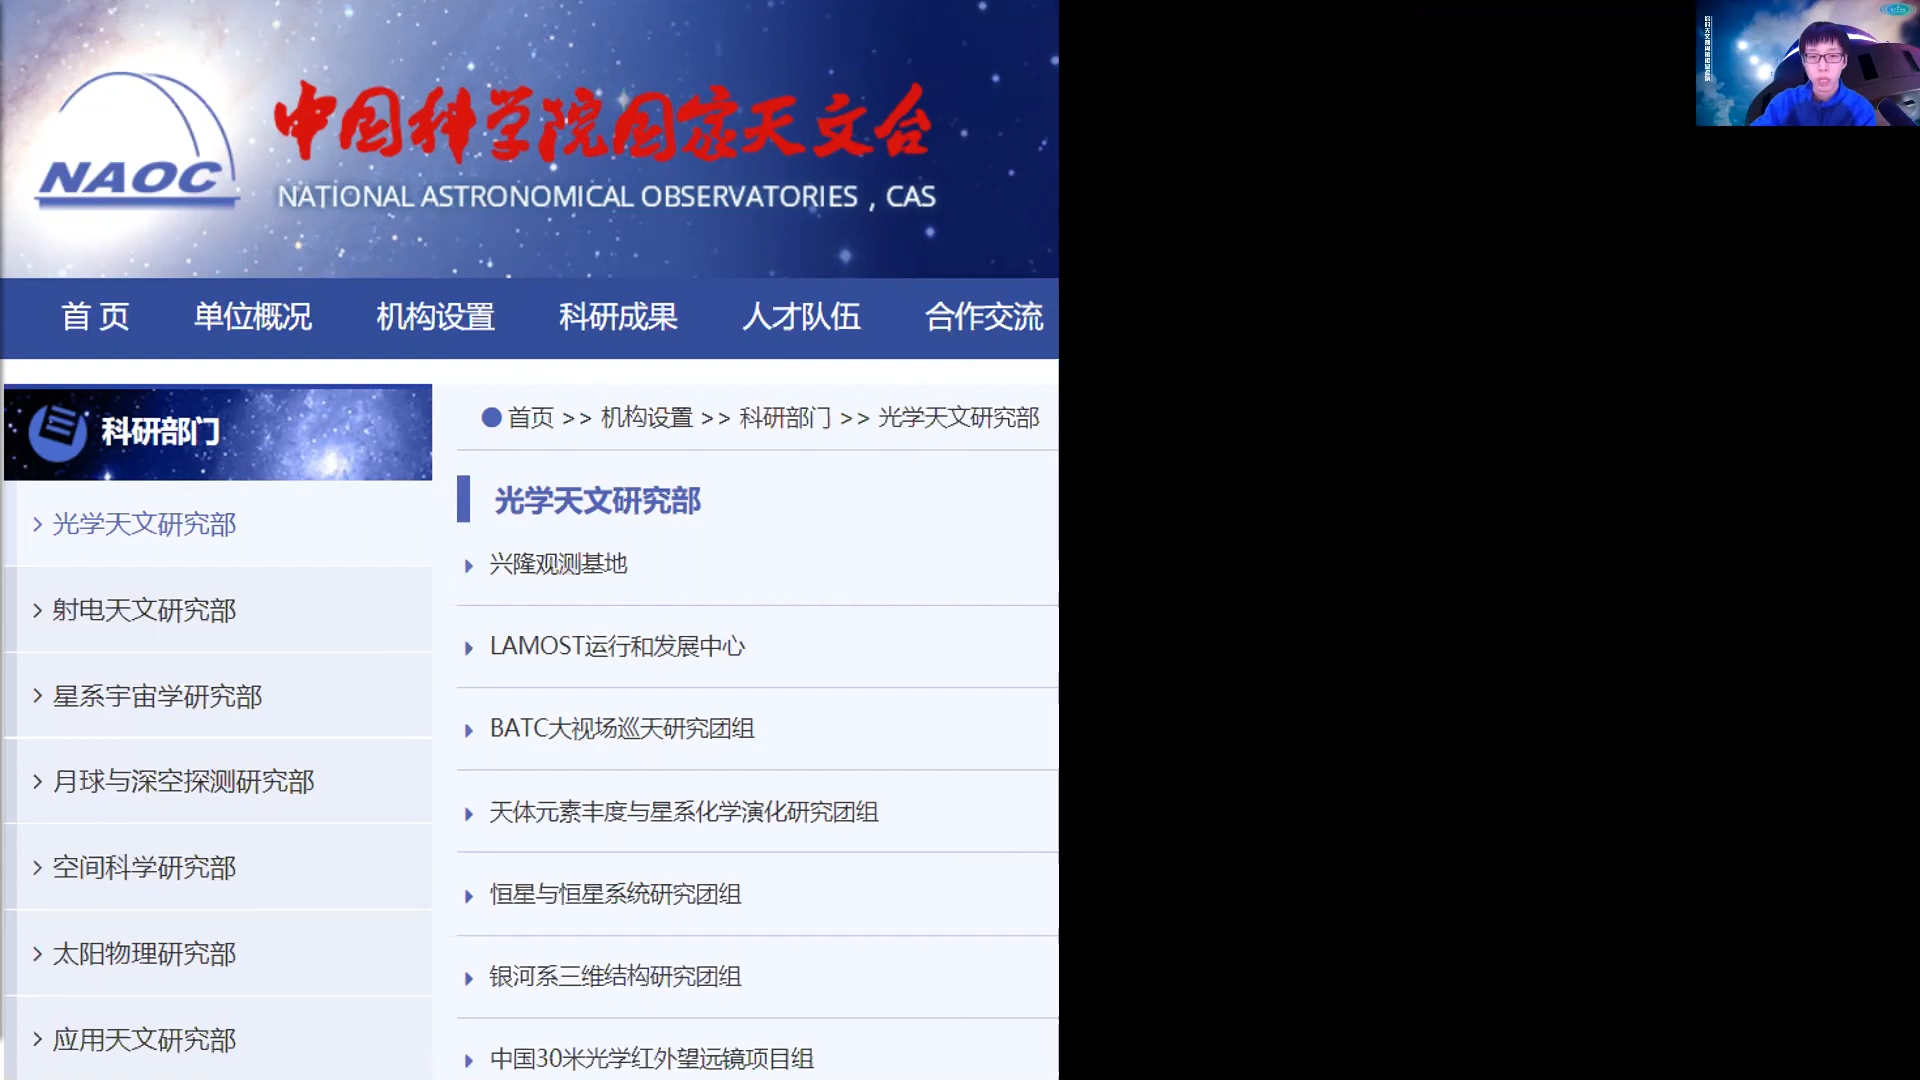 NAOC
中国科学院国家天文台
NATIONAL ASTRONOMICAL OBSERVATORIES，CAS
首 页
单位概况
机构设置
科研成果
人才队伍
合作交流
科研部门
光学天文研究部
射电天文研究部
星系宇宙学研究部
月球与深空探测研究部
空间科学研究部
太阳物理研究部
应用天文研究部
首页 >> 机构设置 >> 科研部门 >> 光学天文研究部
光学天文研究部
兴隆观测基地
LAMOST运行和发展中心
BATC大视场巡天研究团组
天体元素丰度与星系化学演化研究团组
恒星与恒星系统研究团组
银河系三维结构研究团组
中国30米光学红外望远镜项目组